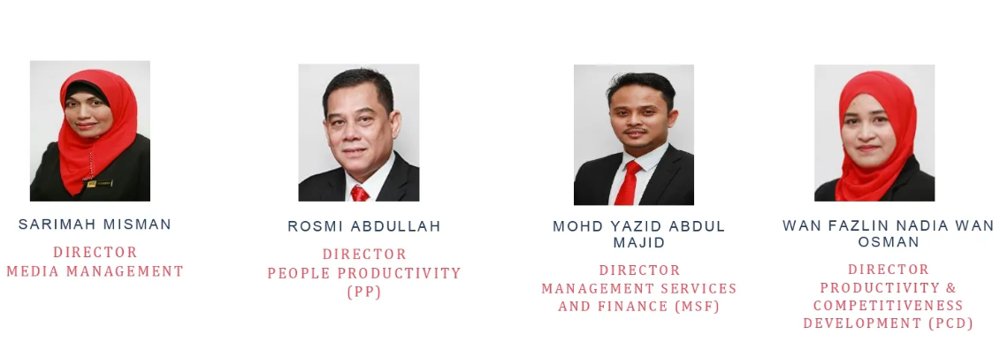 SARIMAH MISMAN
DIRECTOR
MEDIA MANAGEMENT
ROSMI ABDULLAH
DIRECTOR
PEOPLE PRODUCTIVITY
(PP)
MOHD YAZID ABDUL
MAJID
DIRECTOR
MANAGEMENT SERVICES
AND FINANCE (MSF)
WAN FAZLIN NADIA WAN
OSMAN
DIRECTOR
PRODUCTIVITY &
COMPETITIVENESS
DEVELOPMENT (PCD)